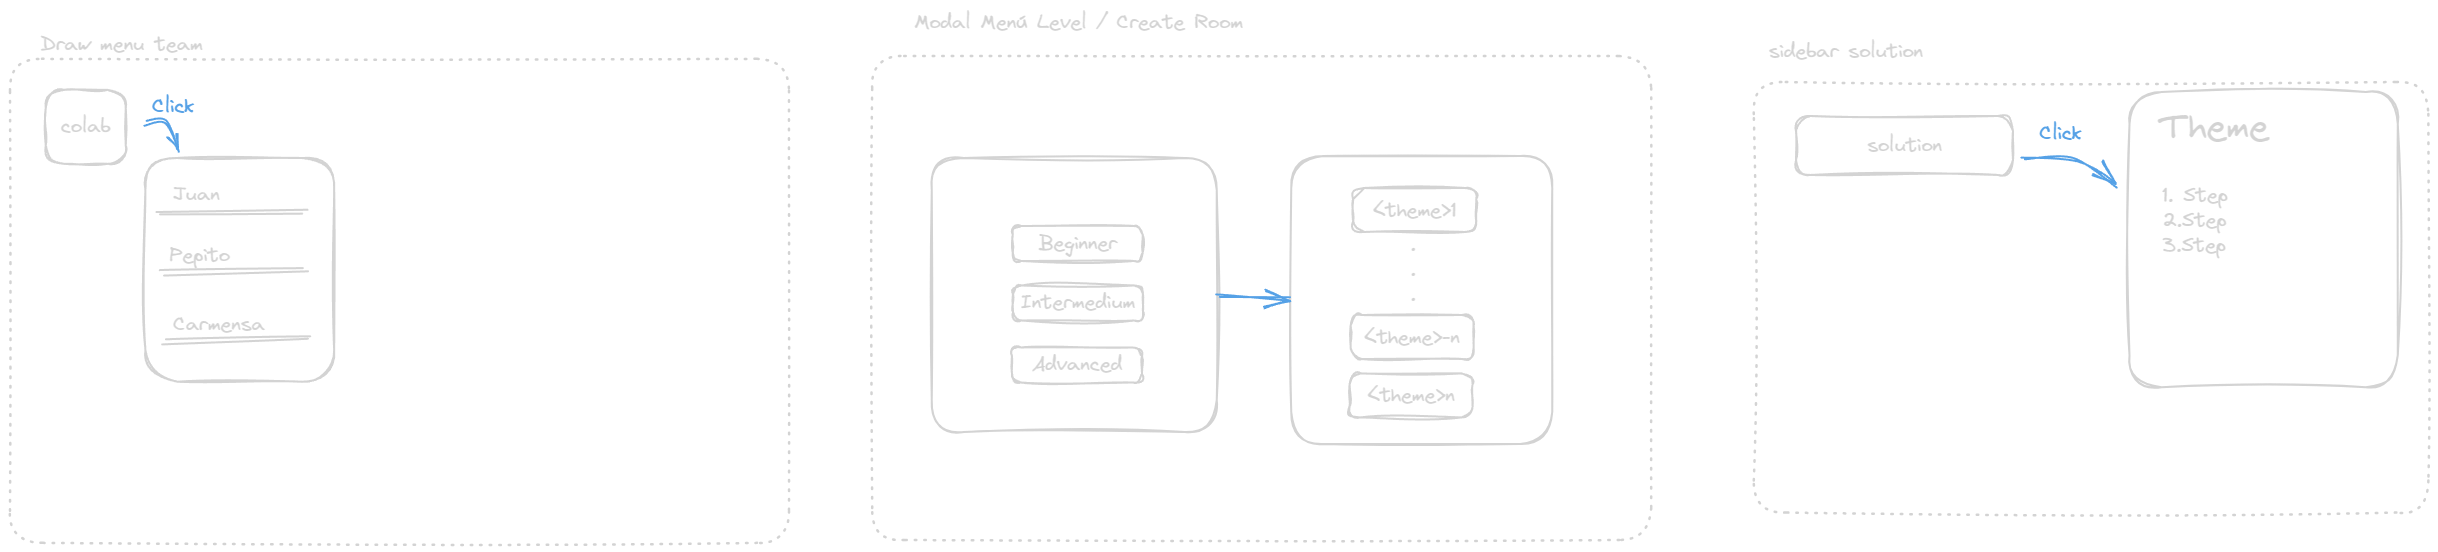 Draw menu team
colab
Click
Juan
Pepito
Carmensa
Modal Menú Level / Create Room
Beginner
Intermedium
Advanced
<theme>1
<theme>-n
<theme>n
sidebar solution
solution
Click
Theme
1. Step
2.Step
3.Step